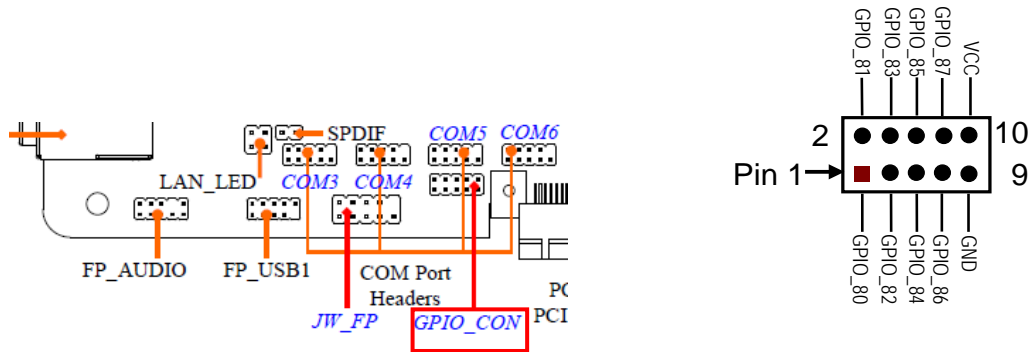 SPDIF
COM5
COM6
LAN_LED
COM3
COM4
FP_AUDIO
FP_USB1
COM Port
Headers
JW_FP
GPIO_CON
PCI
GPIO_81
GPIO_83
GPIO_85
GPIO_87
VCC
2
10
Pin 1
9
GPIO_80
GPIO_82
GPIO_84
GPIO_86
GND